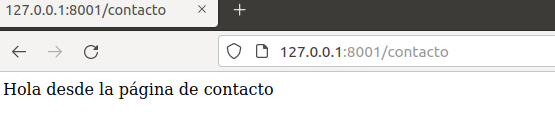 127.0.0.1:8001/contacto
127.0.0.1:8001/contacto
Hola desde la página de contacto